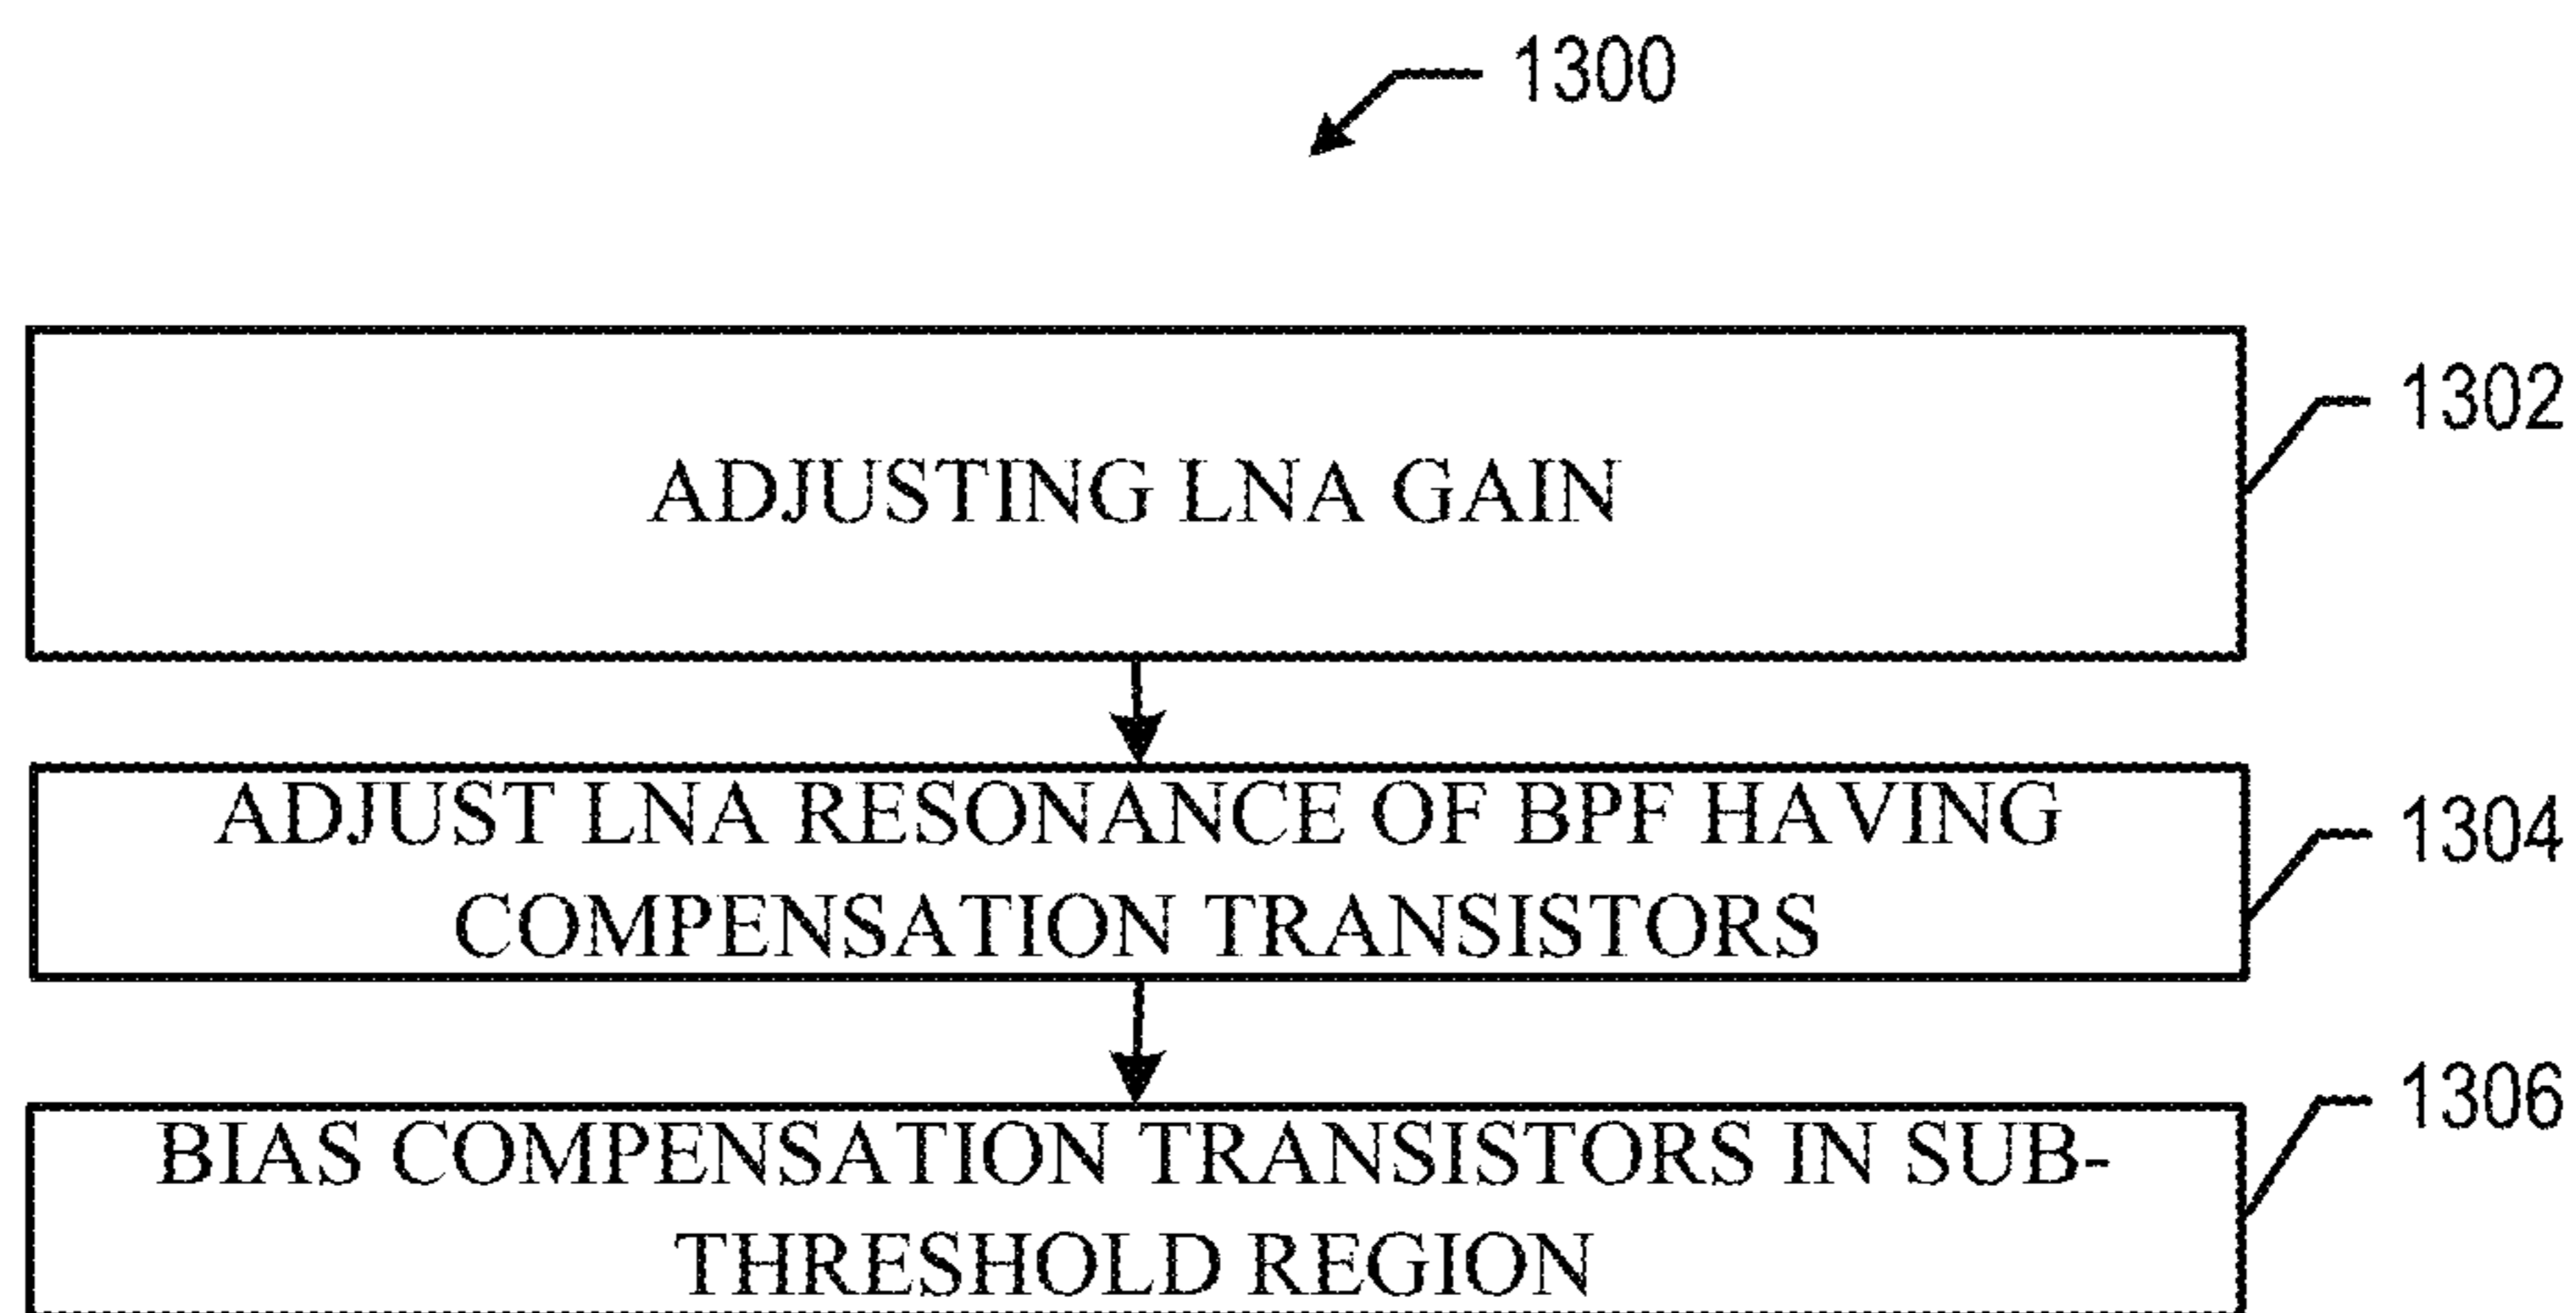 1300
ADJUSTING LNA GAIN
1302
ADJUST LNA RESONANCE OF BPF HAVING
COMPENSATION TRANSISTORS
1304
BIAS COMPENSATION TRANSISTORS IN SUB-
THRESHOLD REGION
1306